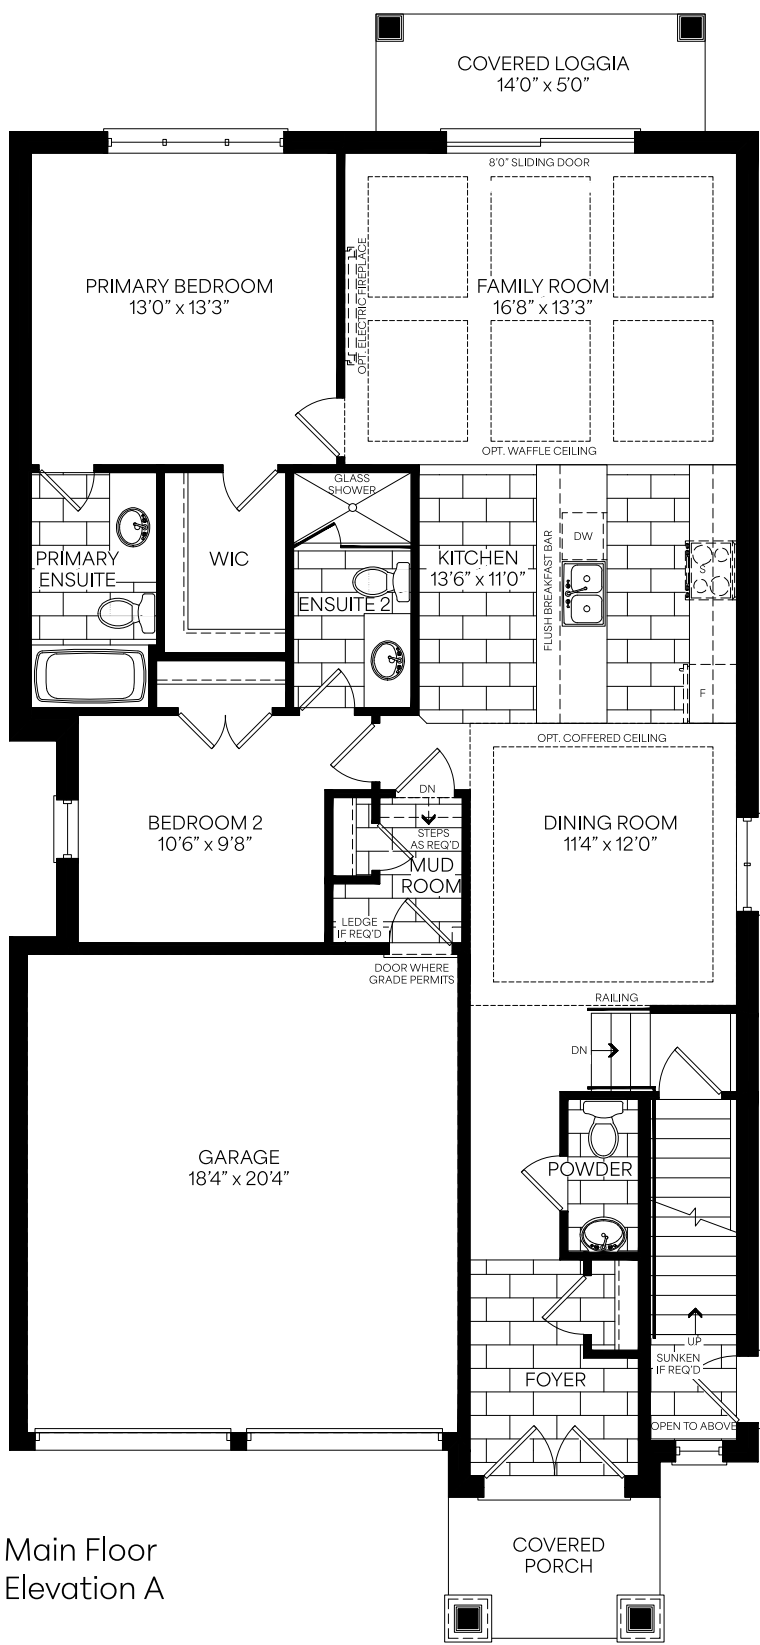 COVERED LOGGIA
14'0" x 5'0"
8'0" SLIDING DOOR
PRIMARY BEDROOM
13'0" x 13'3"
OPT. ELECTRIC FIREPLACE
FAMILY ROOM
16'8" x 13'3"
OPT. WAFFLE CEILING
GLASS
SHOWER
PRIMARY
ENSUITE
WIC
ENSUITE 2
KITCHEN
13'6" x 11'0"
FLUSH BREAKFAST BAR
DW
S
F
OPT. COFFERED CEILING
BEDROOM 2
10'6" x 9'8"
DN
STEPS
AS REQ'D
MUD
ROOM
LEDGE
IF REQ'D
DINING ROOM
11'4" x 12'0"
DOOR WHERE
GRADE PERMITS
RAILING
DN
GARAGE
18'4" x 20'4"
POWDER
UP
SUNKEN
IF REQ'D
FOYER
OPEN TO ABOVE
COVERED
PORCH
Main Floor
Elevation A